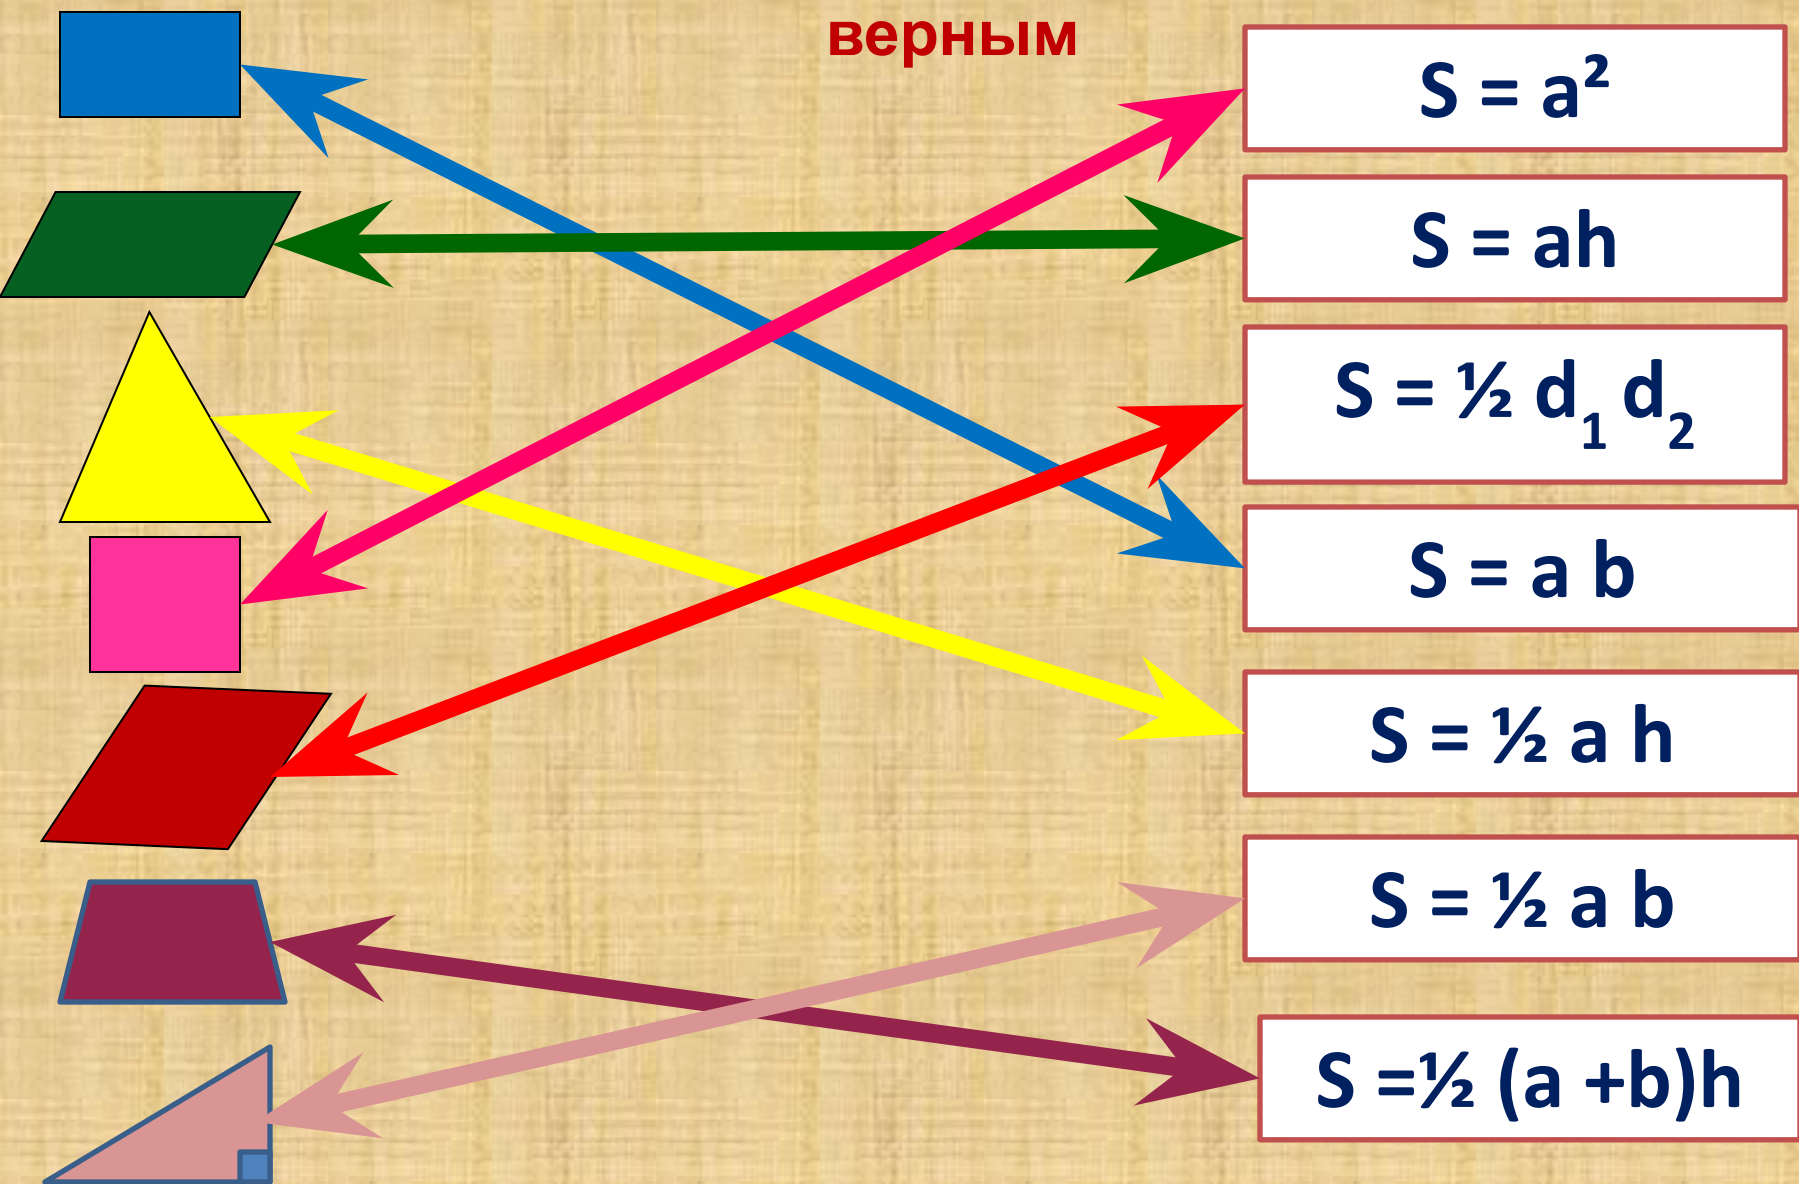 верным
S = a²
S = ah
S = ½ d₁ d₂
S = a b
S = ½ a h
S = ½ a b
S =½ (a +b)h